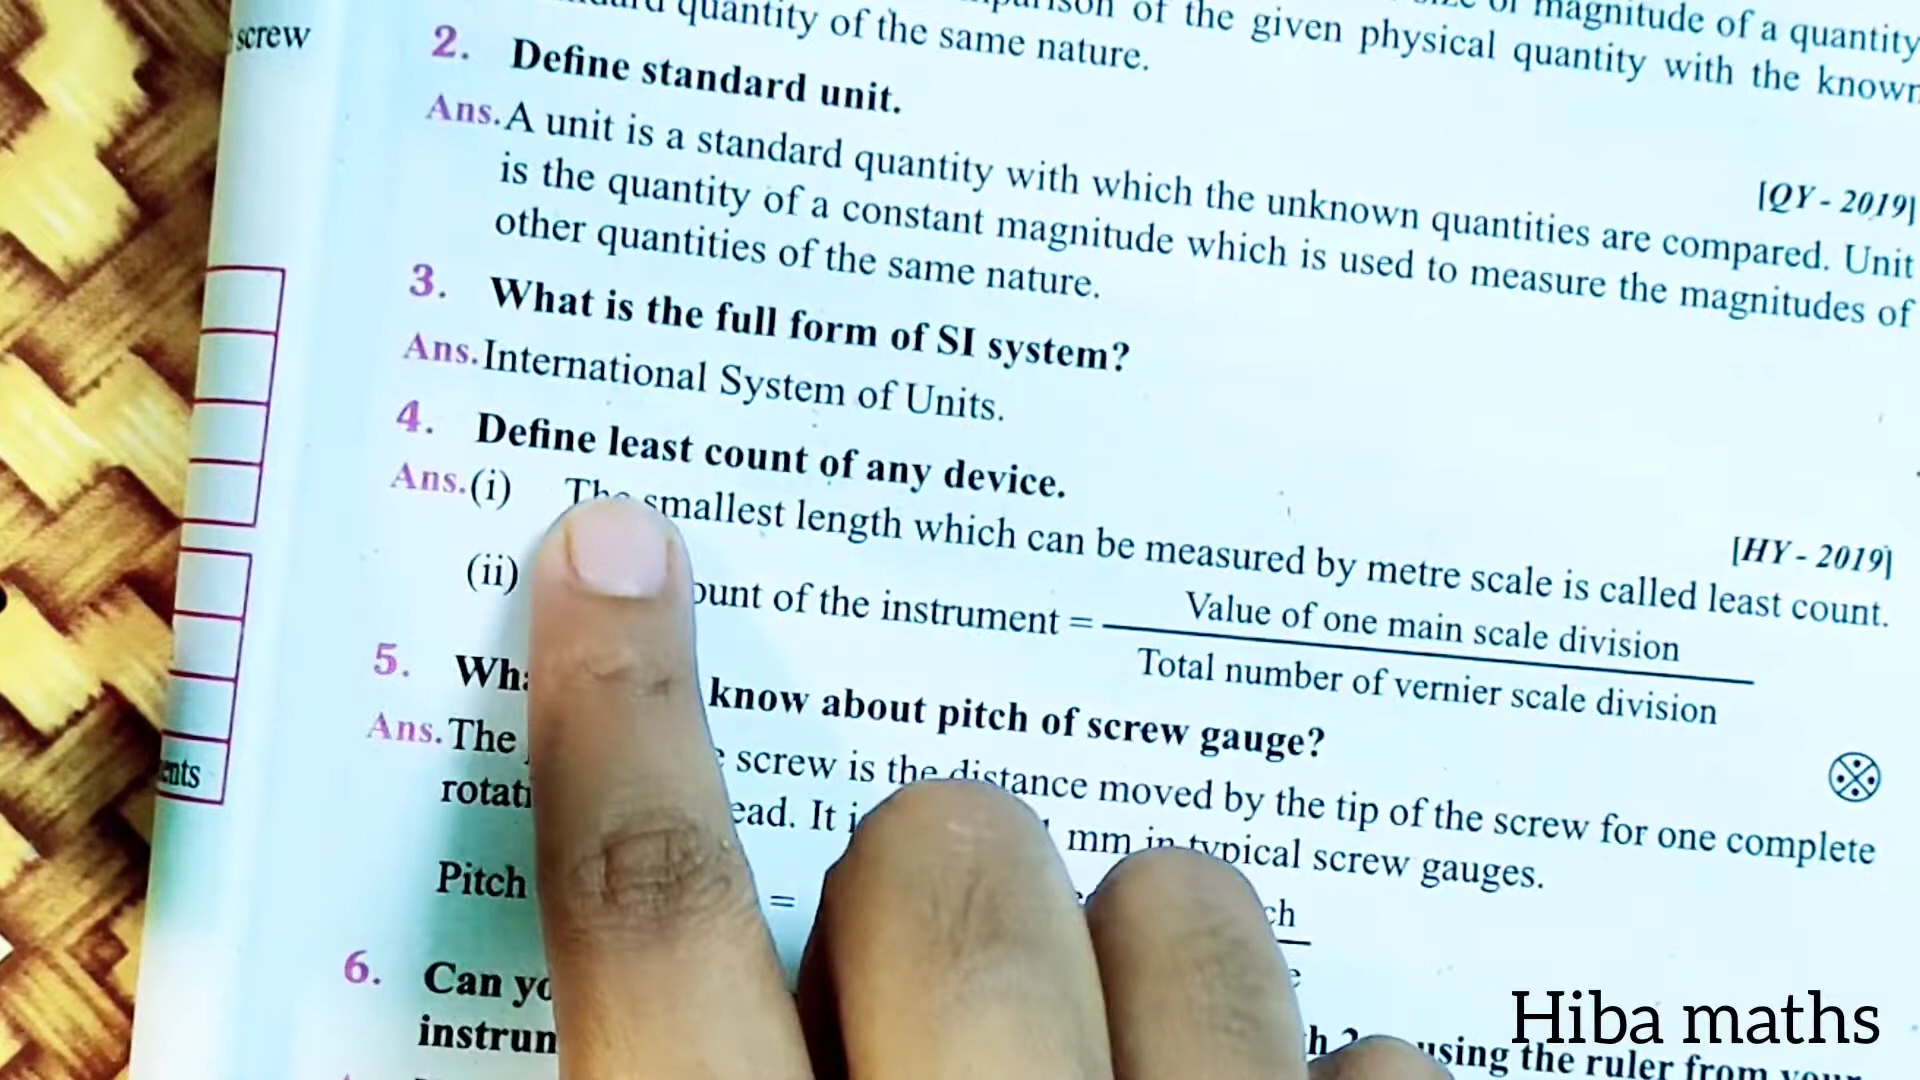 screw
of magnitude of a quantity
of the given physical quantity with the known
quantity of the same nature.
2. Define standard unit.
[QY - 2019]
Ans. A unit is a standard quantity with which the unknown quantities are compared. Unit
is the quantity of a constant magnitude which is used to measure the magnitudes of
other quantities of the same nature.
3. What is the full form of SI system?
Ans. International System of Units.
4. Define least count of any device.
[HY - 2019]
Ans. (i) The smallest length which can be measured by metre scale is called least count.
(ii) of the instrument = Value of one main scale division
Total number of vernier scale division
5. know about pitch of screw gauge?
Ans. The screw is the distance moved by the tip of the screw for one complete
It mm in typical screw gauges.
Pitch =
6. Can
using the ruler from
Hiba maths